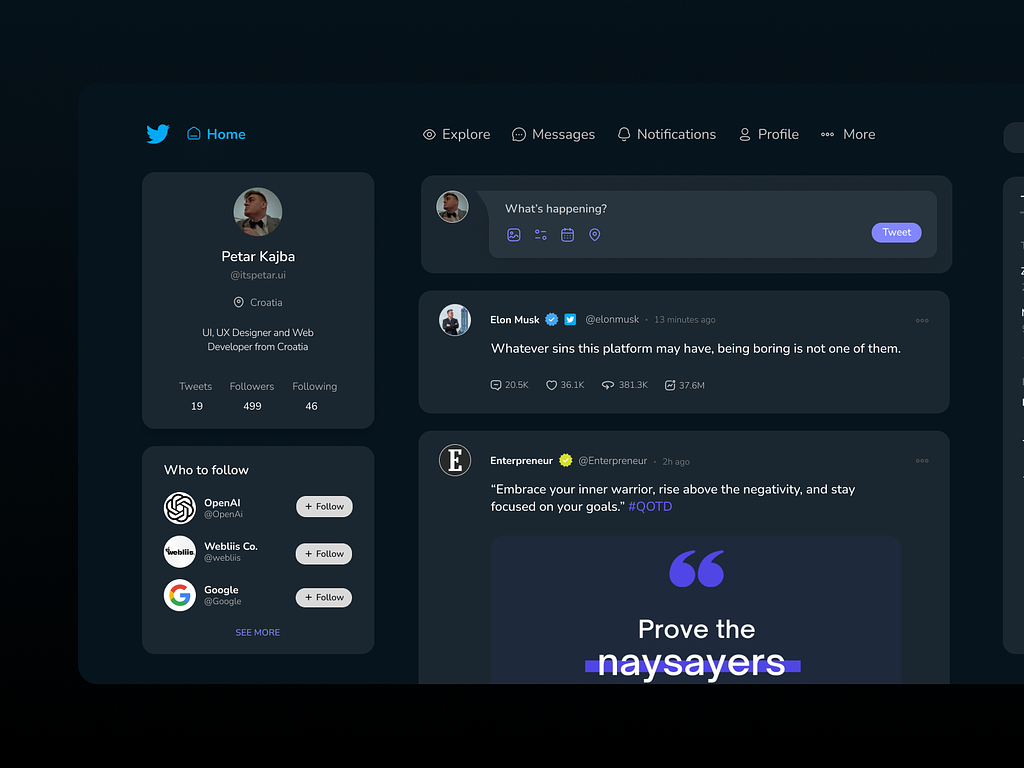 Home
Explore
Messages
Notifications
Profile
More
Petar Kajba
@itspetar.ui
Croatia
UI, UX Designer and Web
Developer from Croatia
Tweets Followers Following
19 499 46
Who to follow
OpenAI
@OpenAi
+ Follow
webliis.
Webliis Co.
@webliis
+ Follow
Google
@Google
+ Follow
SEE MORE
What's happening?
Tweet
Elon Musk @elonmusk • 13 minutes ago
Whatever sins this platform may have, being boring is not one of them.
20.5K 36.1K 381.3K 37.6M
E
Enterpreneur @Enterpreneur • 2h ago
“Embrace your inner warrior, rise above the negativity, and stay
focused on your goals.” #QOTD
“
Prove the
naysayers